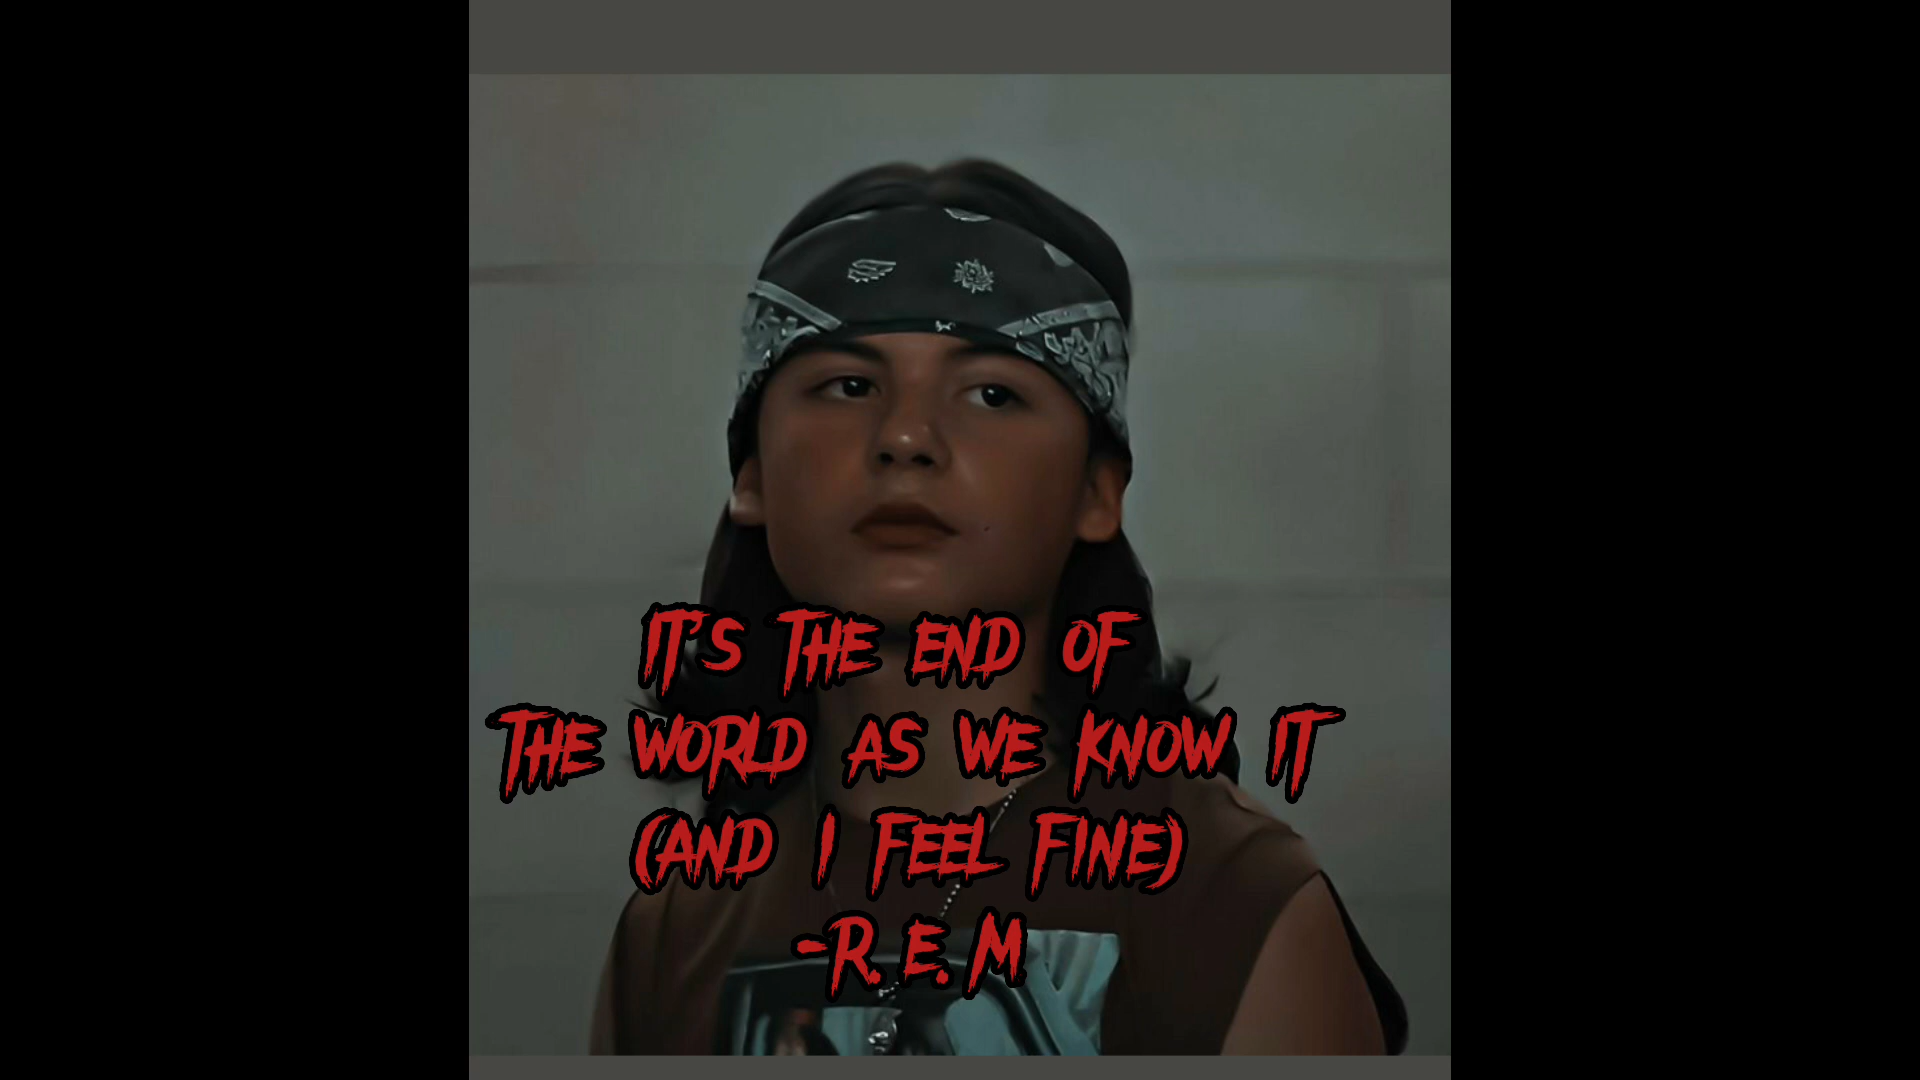 IT'S THE END OF
THE WORLD AS WE KNOW IT
(AND I FEEL FINE)
-R.E.M